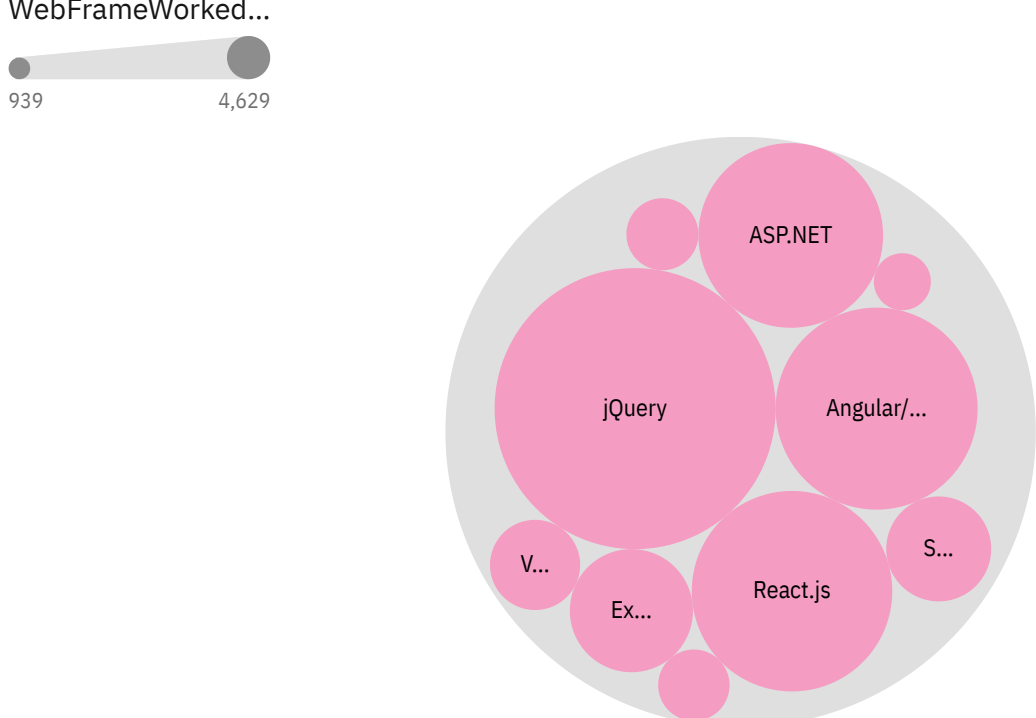 WebFrameWorked...
939 4,629
ASP.NET
jQuery
Angular/...
S...
V...
React.js
Ex...